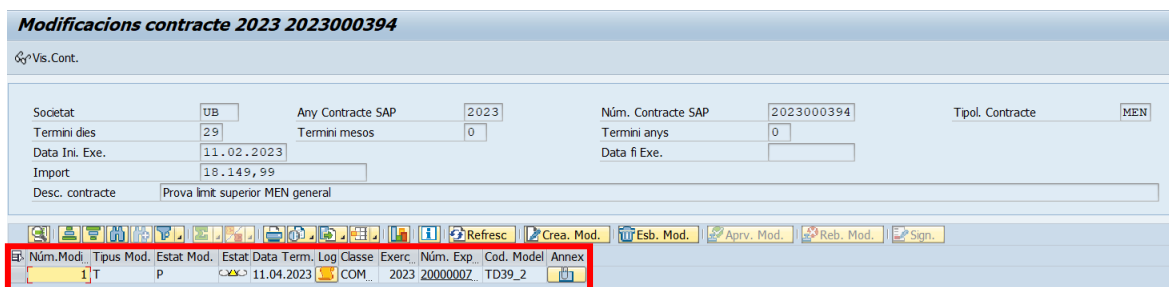 Modificacions contracte 2023 2023000394
Vis.Cont.
Societat UB Any Contracte SAP 2023 Núm. Contracte SAP 2023000394 Tipol. Contracte MEN
Termini dies 29 Termini mesos 0 Termini anys 0
Data Ini. Exe. 11.02.2023 Data fi Exe.
Import 18.149,99
Desc. contracte Prova limit superior MEN general
Refresc Crea. Mod. Esb. Mod. Aprv. Mod. Reb. Mod. Sign.
Núm.Modi Tipus Mod. Estat Mod. Estat Data Term. Log Classe Exerc Núm. Exp Cod. Model Annex
1 T P 11.04.2023 COM 2023 20000007 TD39_2